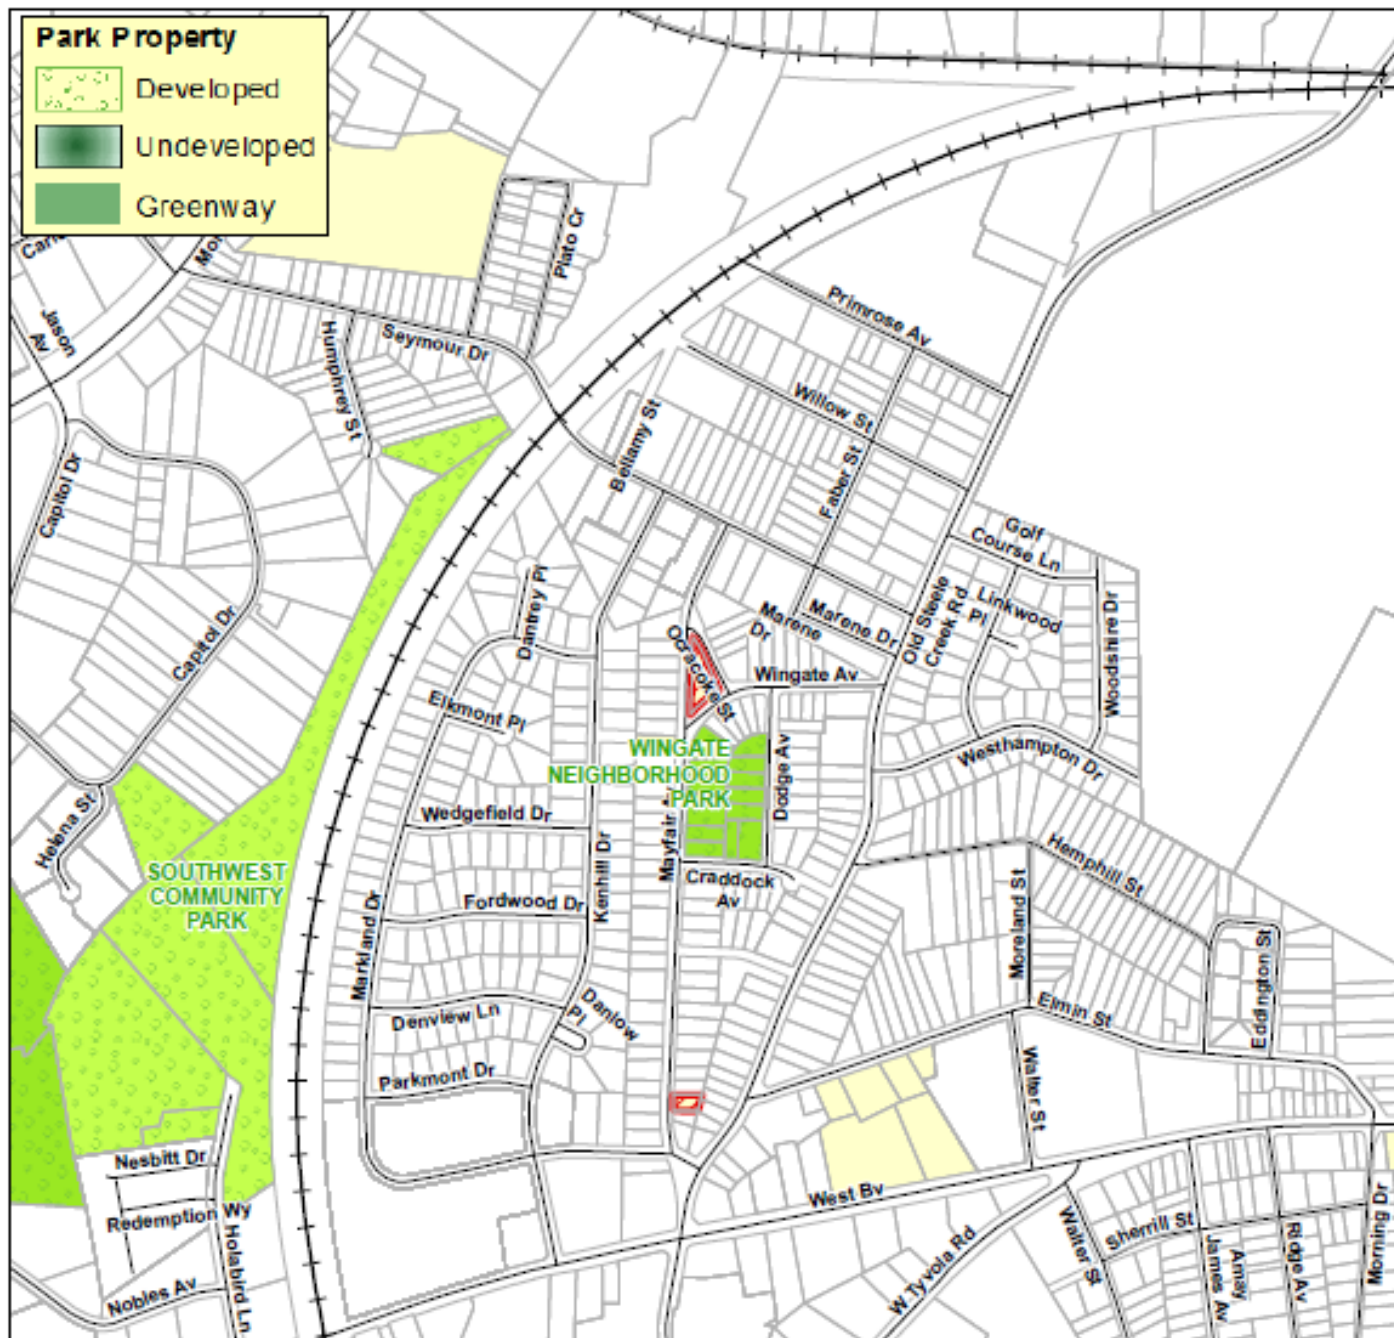 Park Property
Developed
Undeveloped
Greenway
Plato Cr
Jason
Av
Humphrey St
Seymour Dr
Primrose Av
Willow St
Bellamy St
Faber St
Capitol Dr
Golf
Course Ln
Dantrey Pl
Linkwood
Pl
Old Steele
Creek Rd
Woodshire Dr
Marene
Dr
Marene Dr
Capitol Dr
Ocracoke St
Wingate Av
Elkmont Pl
WINGATE
NEIGHBORHOOD
PARK
Westhampton Dr
Dodge Av
Helena St
Wedgefield Dr
Mayfair A
Hemphill St
SOUTHWEST
COMMUNITY
PARK
Kenhill Dr
Craddock
Av
Fordwood Dr
Markland Dr
Moreland St
Eddington St
Denview Ln
Danlow
Pl
Elmin St
Parkmont Dr
Walter St
Nesbitt Dr
Redemption Wy
West Bv
Holabird Ln
Nobles Av
W Tyvola Rd
Walter St
Sherrill St
Amay
James Av
Ridge Av
Morning Dr